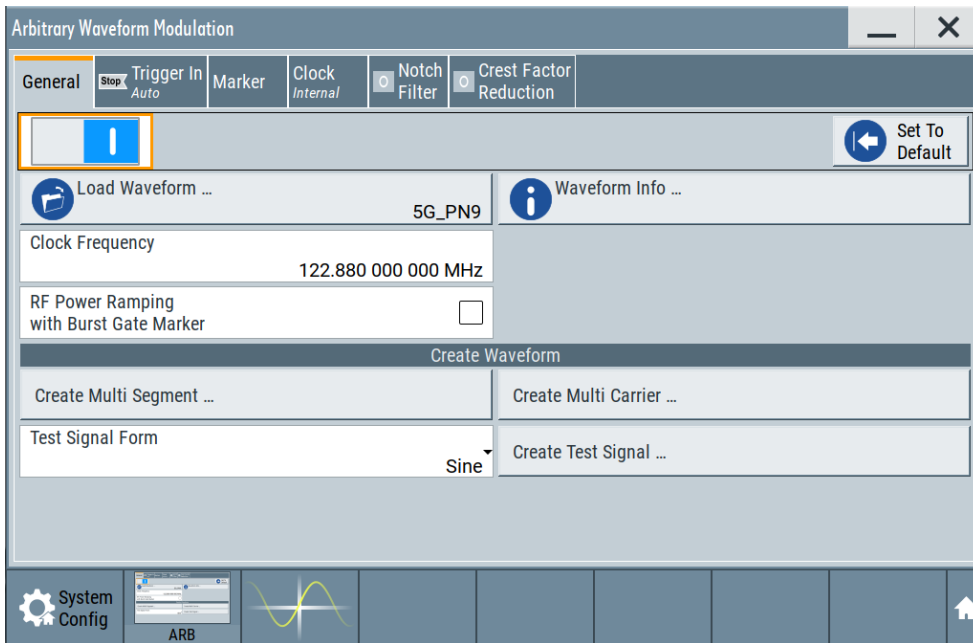 Arbitrary Waveform Modulation
General
Stop Trigger In
Auto
Marker
Clock
Internal
Notch
Filter
Crest Factor
Reduction
Set To
Default
Load Waveform ...
5G_PN9
Waveform Info ...
Clock Frequency
122.880 000 000 MHz
RF Power Ramping
with Burst Gate Marker
Create Waveform
Create Multi Segment ...
Create Multi Carrier ...
Test Signal Form
Sine
Create Test Signal ...
System
Config
ARB